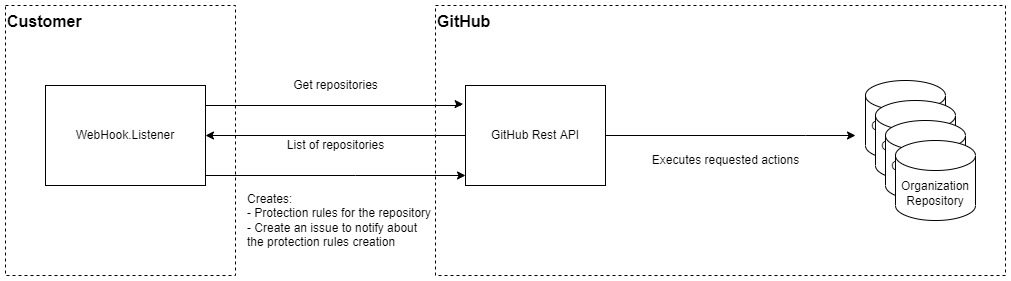 Customer
GitHub
Get repositories
WebHook.Listener
GitHub Rest API
List of repositories
Executes requested actions
Organization
Repository
Creates:
- Protection rules for the repository
- Create an issue to notify about
the protection rules creation